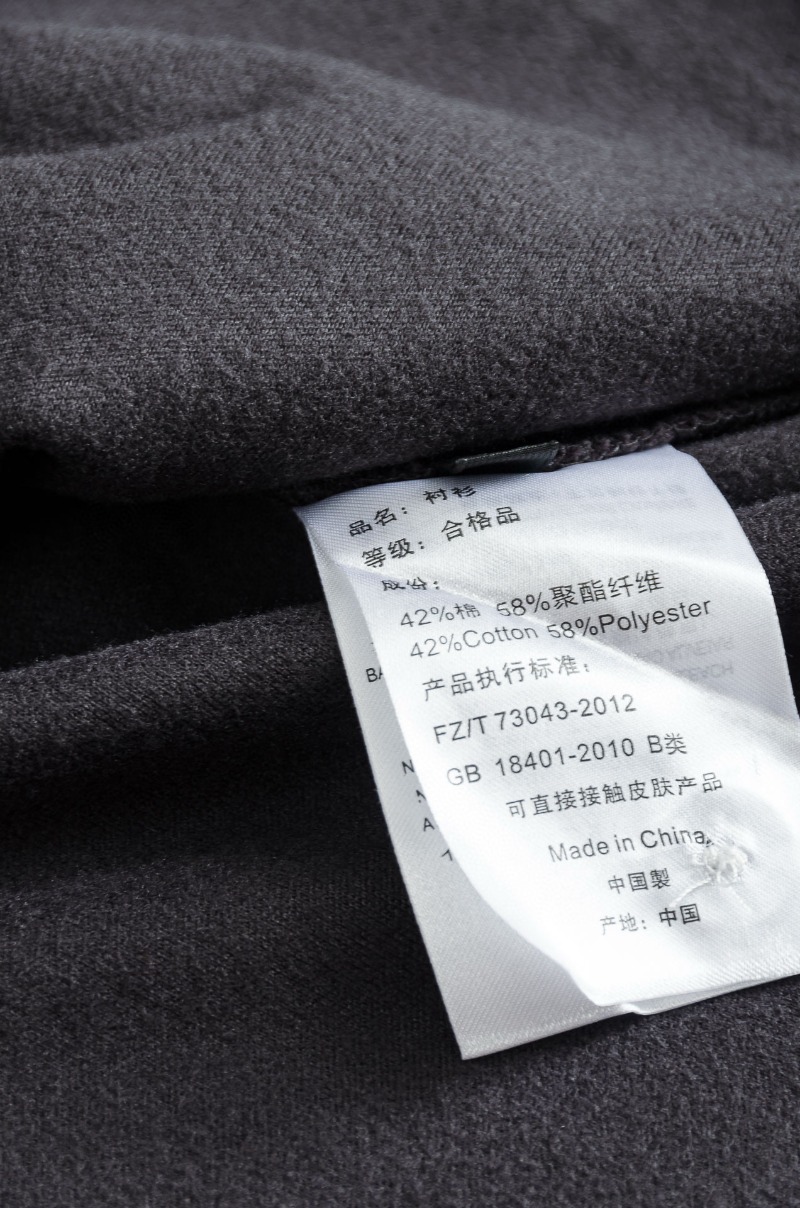 品名：衬衫
等级：合格品
成份：
42%棉 58%聚酯纤维
42%Cotton 58%Polyester
产品执行标准：
FZ/T 73043-2012
GB 18401-2010 B类
可直接接触皮肤产品
Made in China
中国製
产地：中国